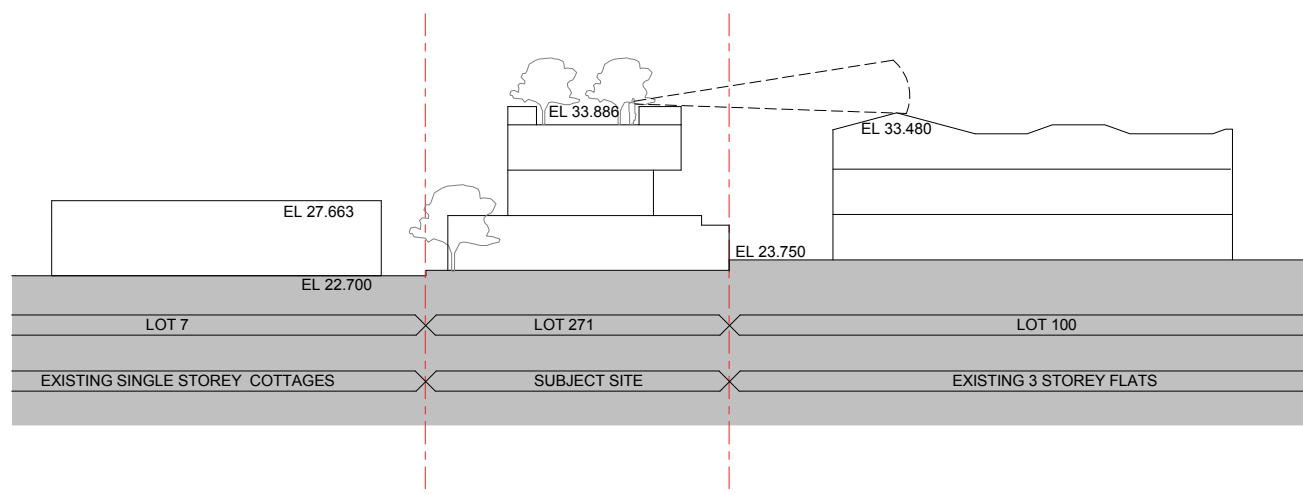 EL 33.886
EL 33.480
EL 27.663
EL 23.750
EL 22.700
LOT 7
LOT 271
LOT 100
EXISTING SINGLE STOREY COTTAGES
SUBJECT SITE
EXISTING 3 STOREY FLATS